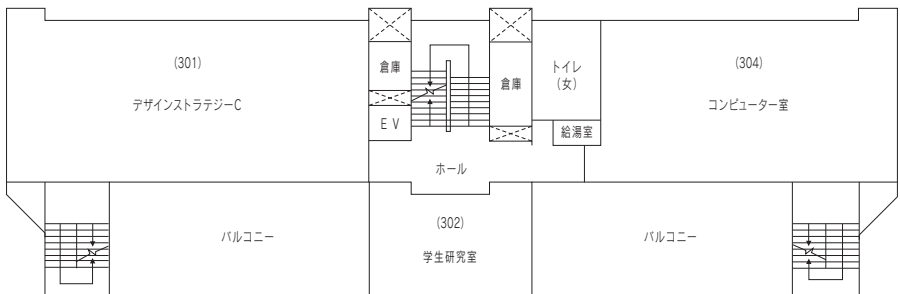 (301)
デザインストラテジーC
倉庫
EV
倉庫
トイレ
(女)
給湯室
(304)
コンピューター室
ホール
バルコニー
(302)
学生研究室
バルコニー